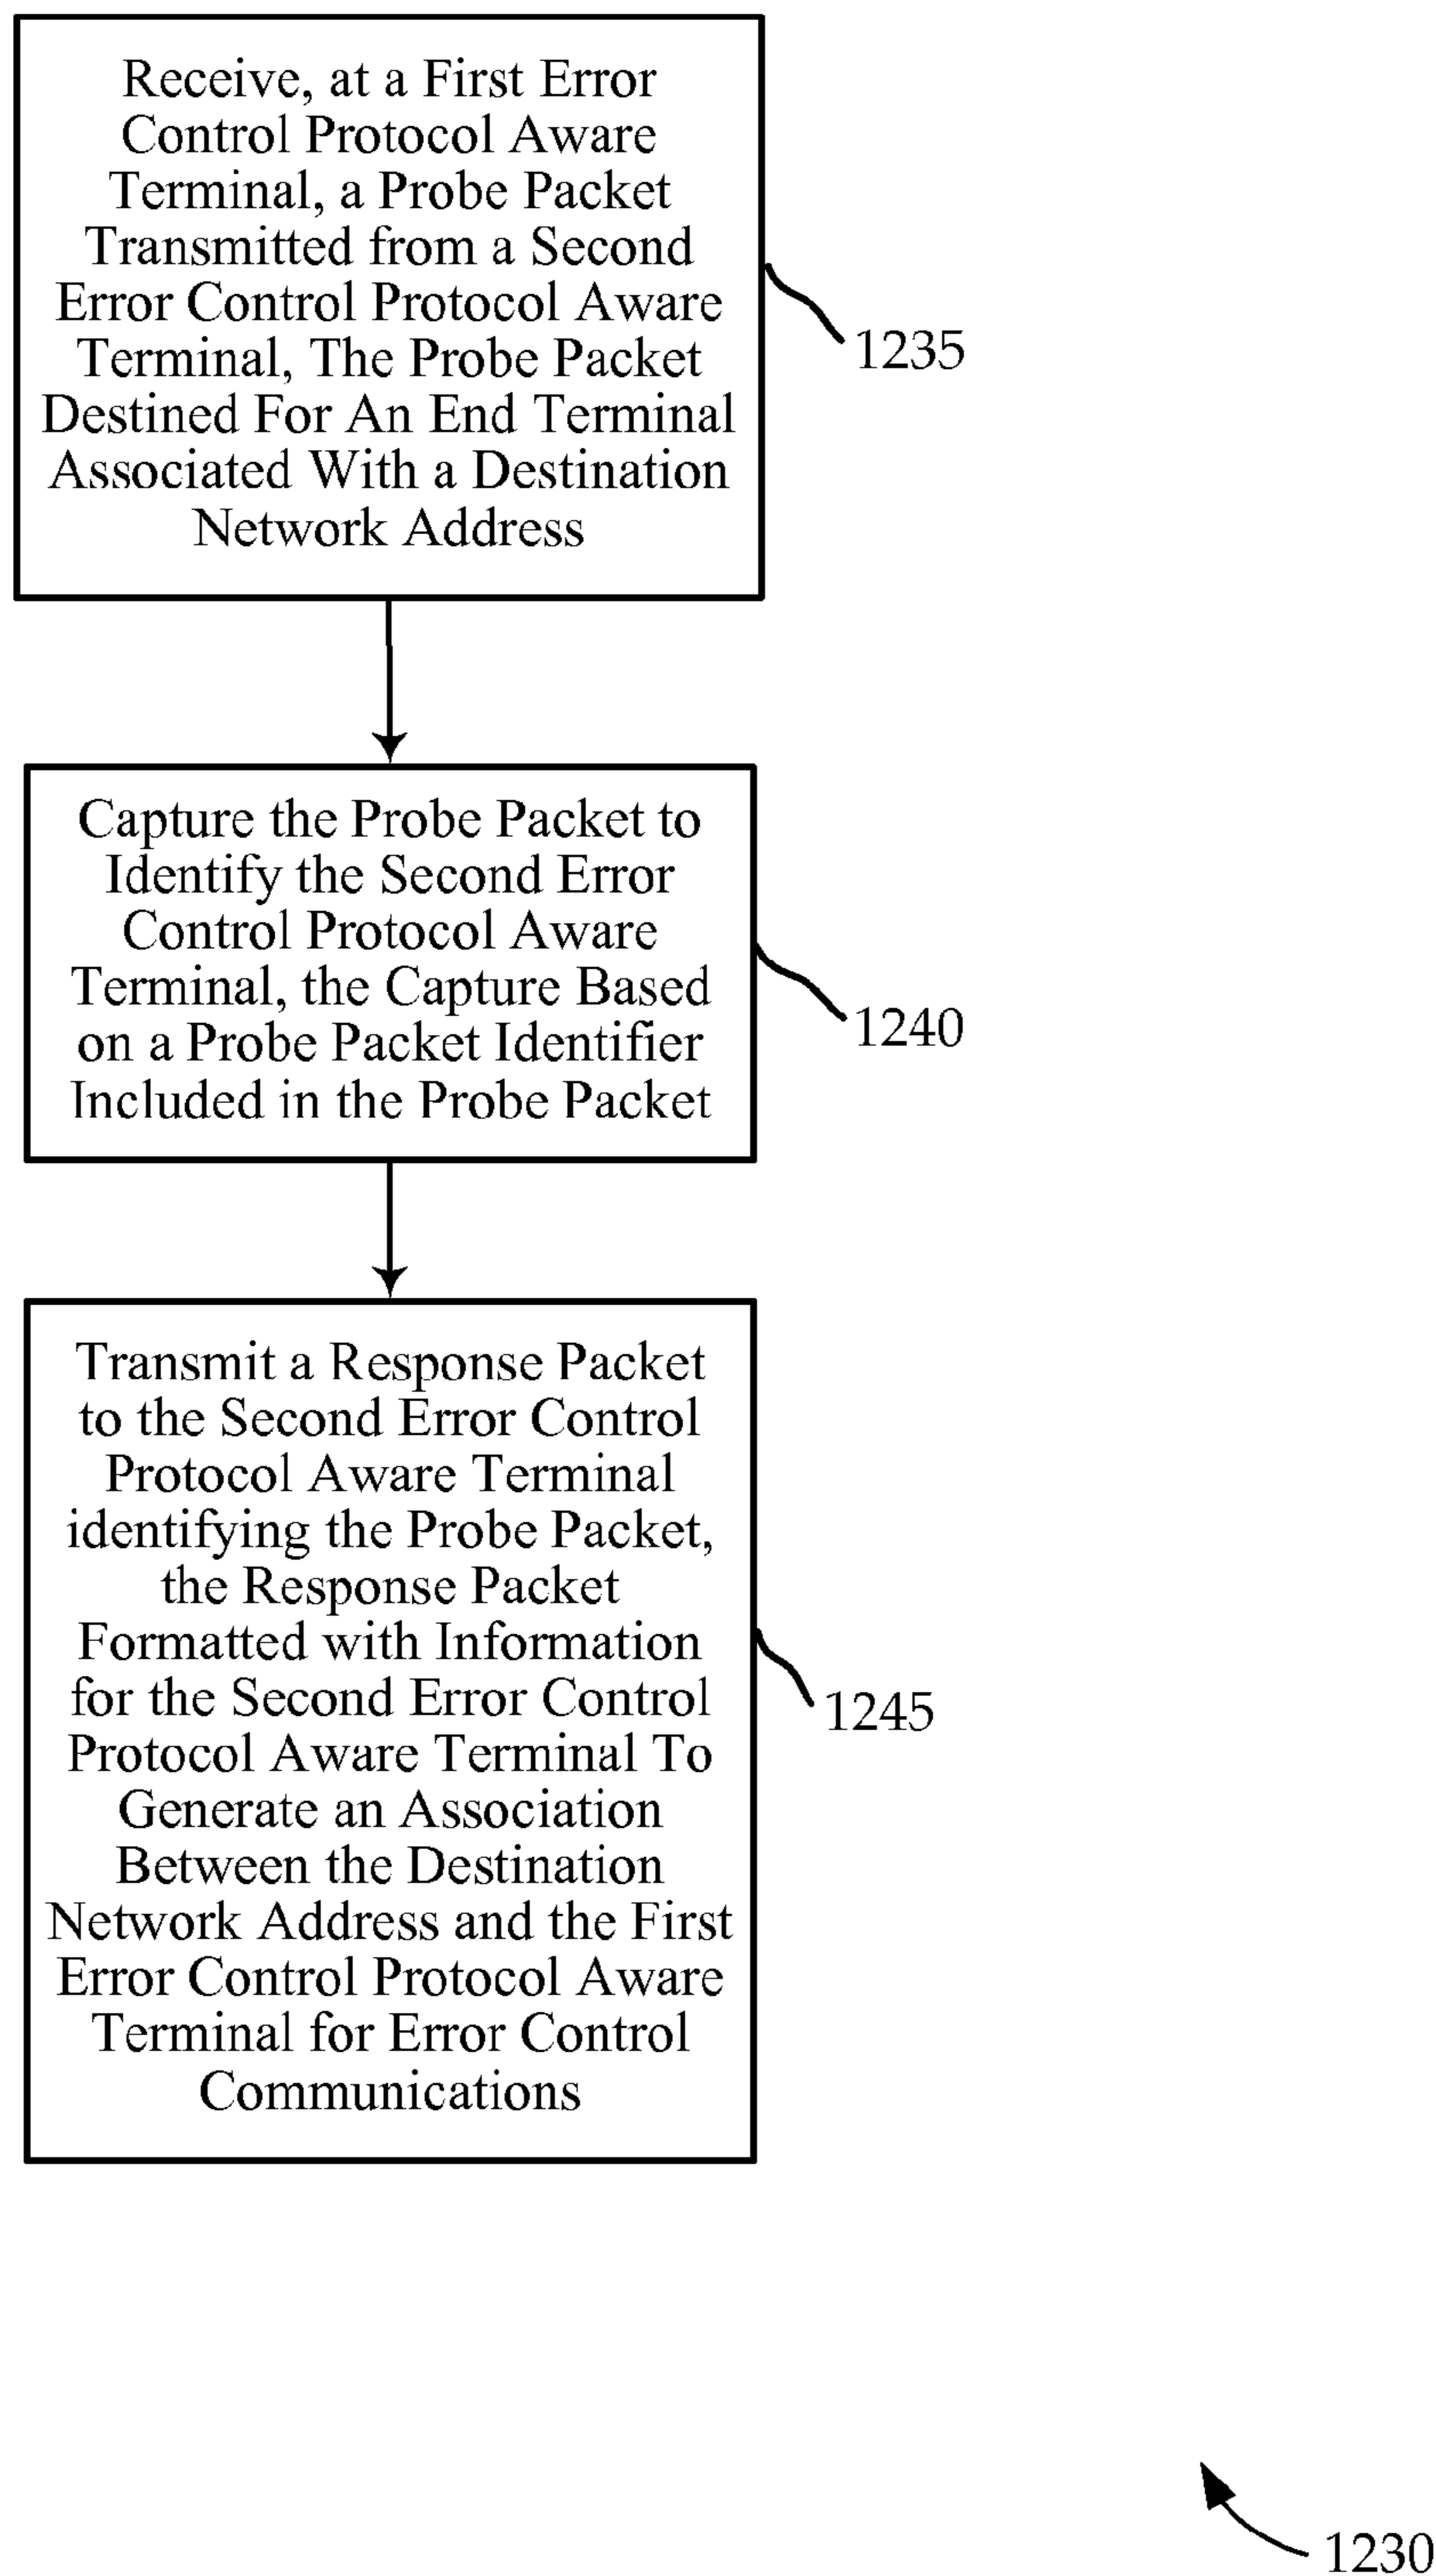 Receive, at a First Error
Control Protocol Aware
Terminal, a Probe Packet
Transmitted from a Second
Error Control Protocol Aware
Terminal, The Probe Packet
Destined For An End Terminal
Associated With a Destination
Network Address
1235
Capture the Probe Packet to
Identify the Second Error
Control Protocol Aware
Terminal, the Capture Based
on a Probe Packet Identifier
Included in the Probe Packet
1240
Transmit a Response Packet
to the Second Error Control
Protocol Aware Terminal
identifying the Probe Packet,
the Response Packet
Formatted with Information
for the Second Error Control
Protocol Aware Terminal To
Generate an Association
Between the Destination
Network Address and the First
Error Control Protocol Aware
Terminal for Error Control
Communications
1245
1230